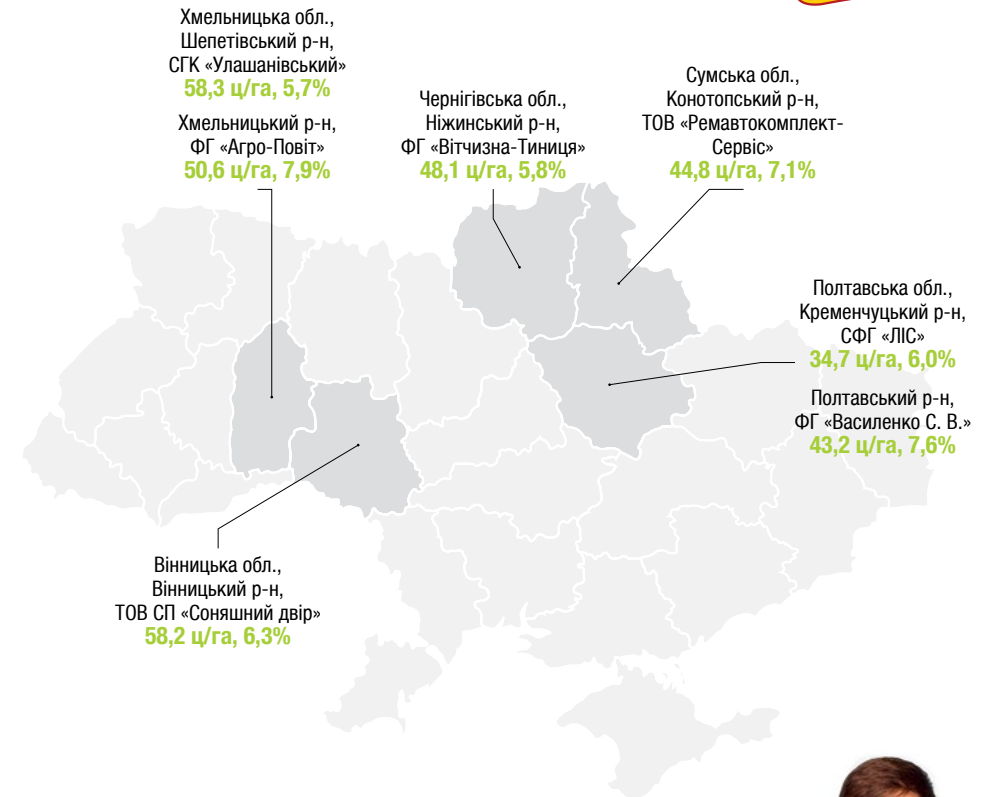 Хмельницька обл.,
Шепетівський р-н,
СГК «Улашанівський»
58,3 ц/га, 5,7%
Хмельницький р-н,
ФГ «Агро-Повіт»
50,6 ц/га, 7,9%
Чернігівська обл.,
Ніжинський р-н,
ФГ «Вітчизна-Тиниця»
48,1 ц/га, 5,8%
Сумська обл.,
Конотопський р-н,
ТОВ «Ремавтокомплект-
Сервіс»
44,8 ц/га, 7,1%
Полтавська обл.,
Кременчуцький р-н,
СФГ «ЛІС»
34,7 ц/га, 6,0%
Полтавський р-н,
ФГ «Василенко С. В.»
43,2 ц/га, 7,6%
Вінницька обл.,
Вінницький р-н,
ТОВ СП «Соняшний двір»
58,2 ц/га, 6,3%